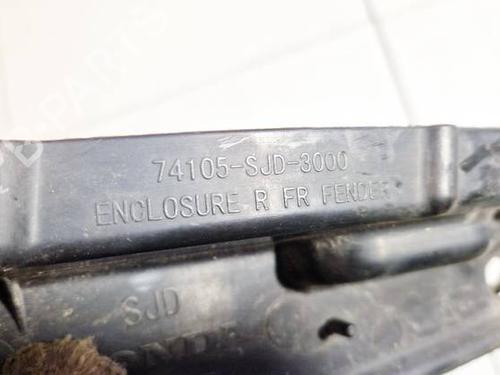 74105-SJD-3000
ENCLOSURE R FR FENDER
SJD